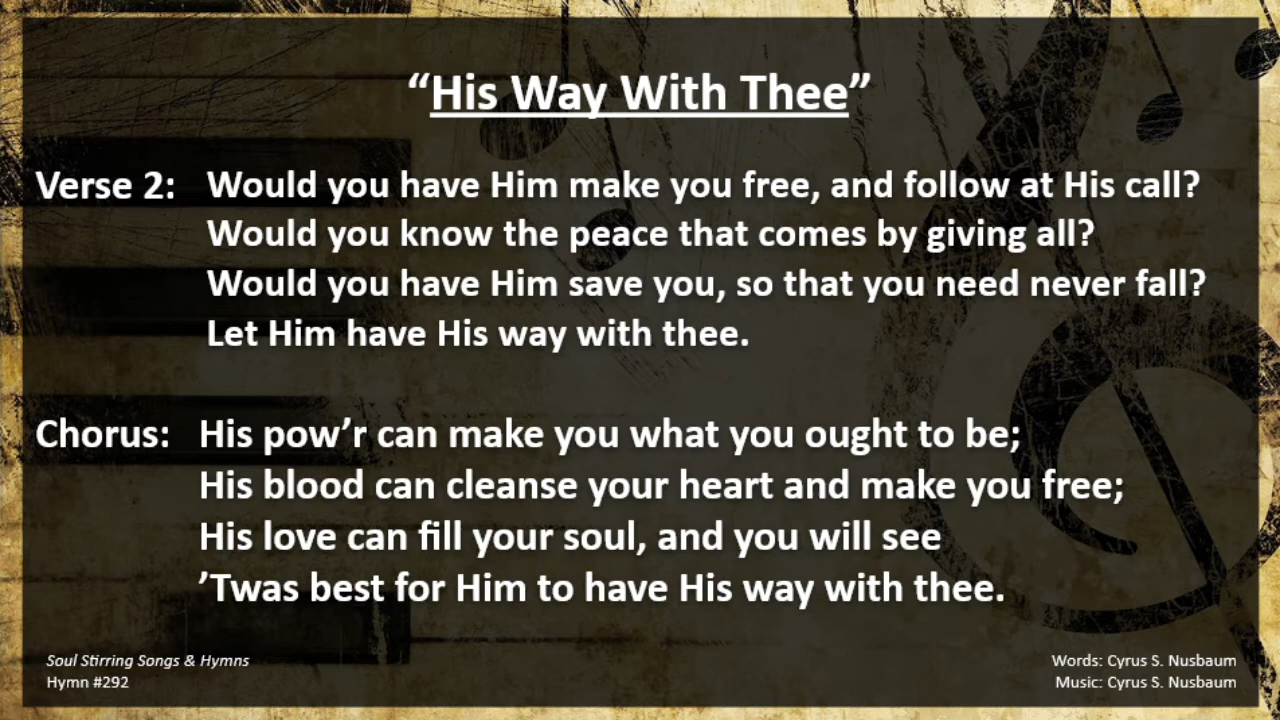 “His Way With Thee”
Verse 2: Would you have Him make you free, and follow at His call?
Would you know the peace that comes by giving all?
Would you have Him save you, so that you need never fall?
Let Him have His way with thee.
Chorus: His pow’r can make you what you ought to be;
His blood can cleanse your heart and make you free;
His love can fill your soul, and you will see
’Twas best for Him to have His way with thee.
Soul Stirring Songs & Hymns
Hymn #292
Words: Cyrus S. Nusbaum
Music: Cyrus S. Nusbaum